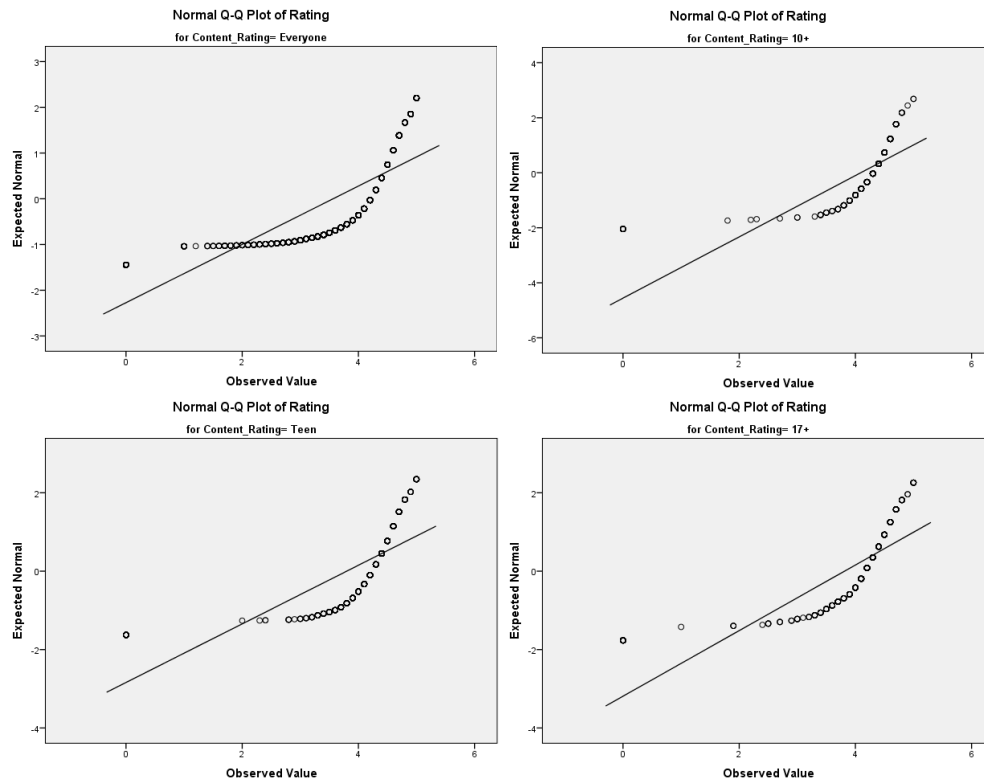 Normal Q-Q Plot of Rating
for Content_Rating= Everyone
3
2
1
0
-1
-2
-3
Expected Normal
0 2 4 6
Observed Value
Normal Q-Q Plot of Rating
for Content_Rating= 10+
4
2
0
-2
-4
-6
Expected Normal
0 2 4 6
Observed Value
Normal Q-Q Plot of Rating
for Content_Rating= Teen
2
0
-2
-4
Expected Normal
0 2 4 6
Observed Value
Normal Q-Q Plot of Rating
for Content_Rating= 17+
2
0
-2
-4
Expected Normal
0 2 4 6
Observed Value